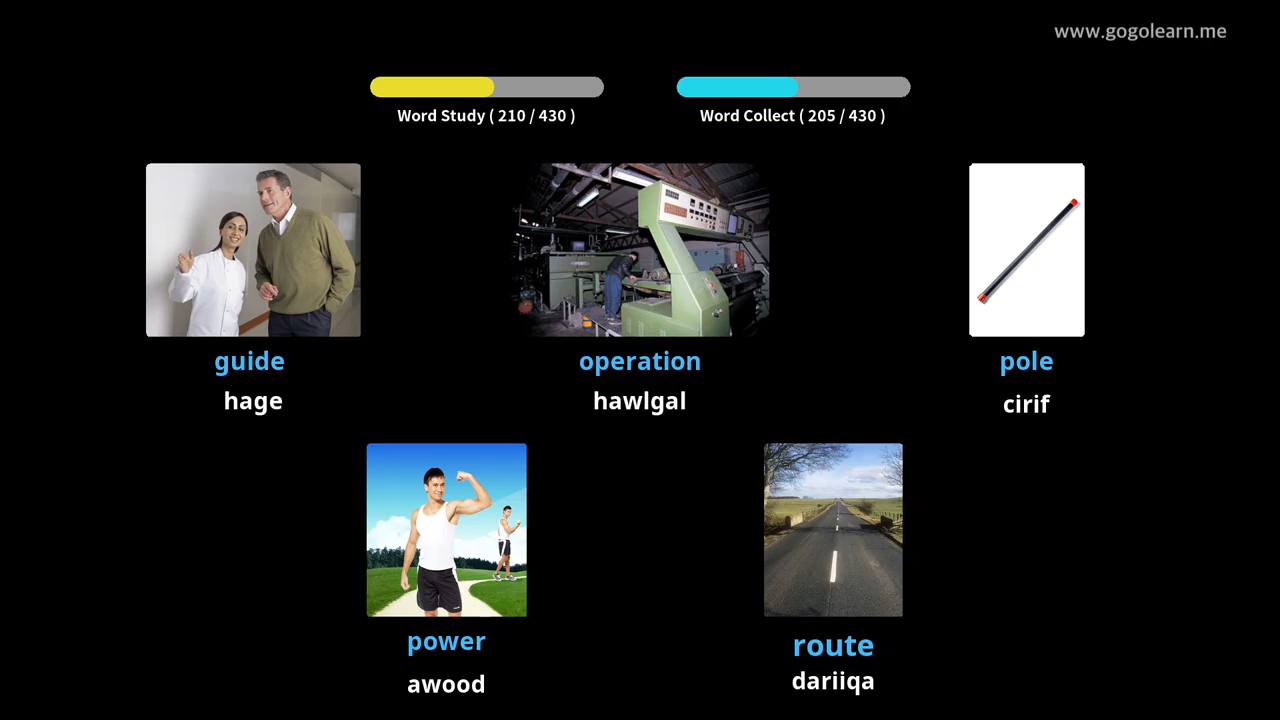 www.gogolearn.me
Word Study ( 210 / 430 )
Word Collect ( 205 / 430 )
guide
hage
operation
hawlgal
pole
cirif
power
awood
route
dariiqa